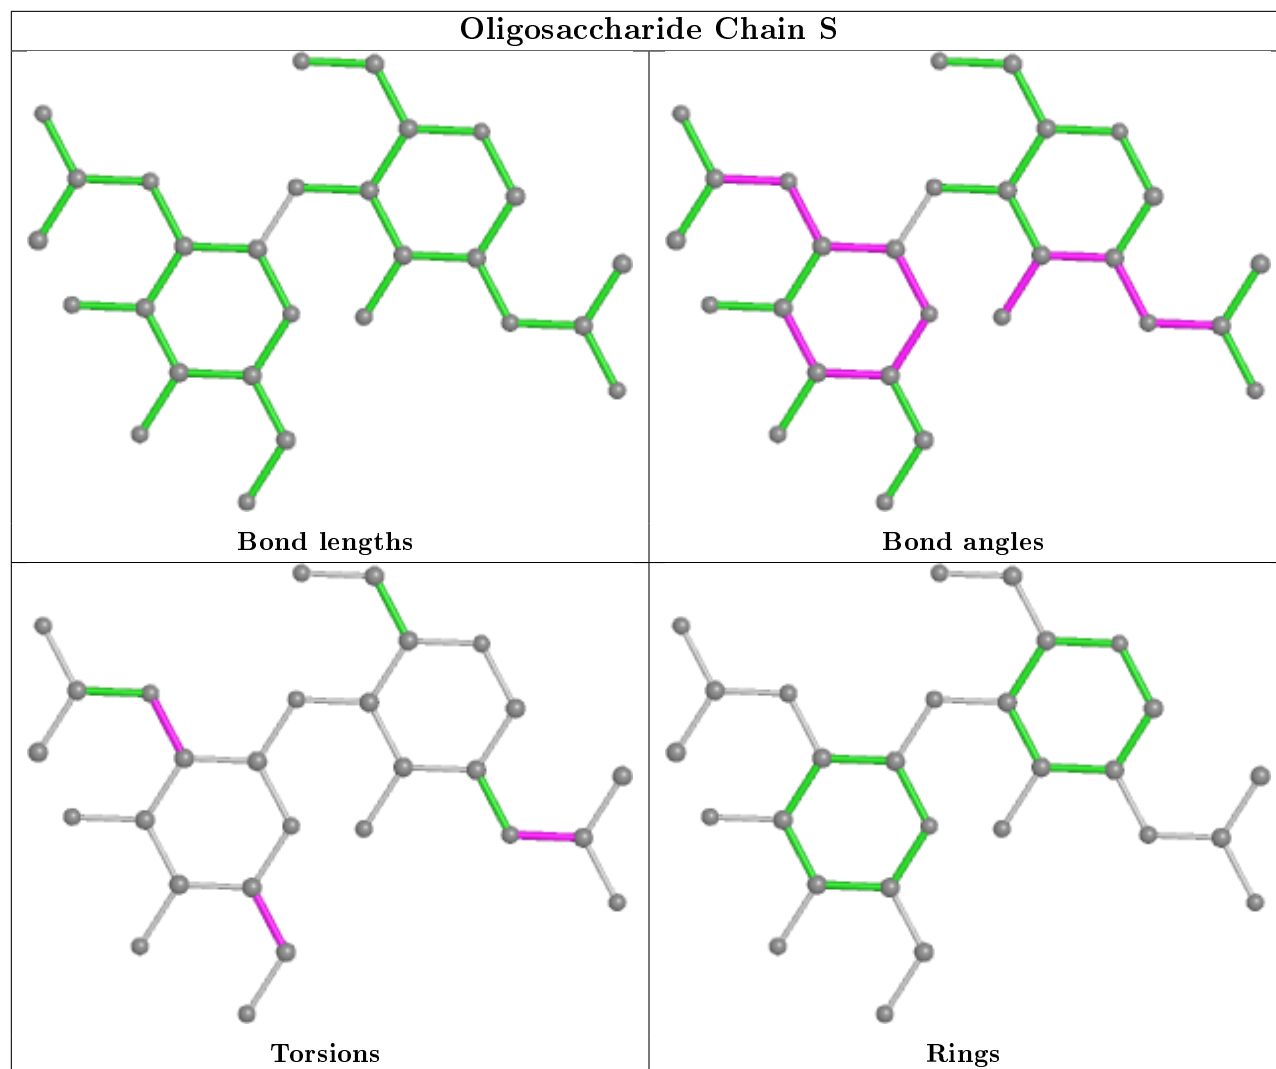 Oligosaccharide Chain S
Bond lengths
Bond angles
Torsions
Rings